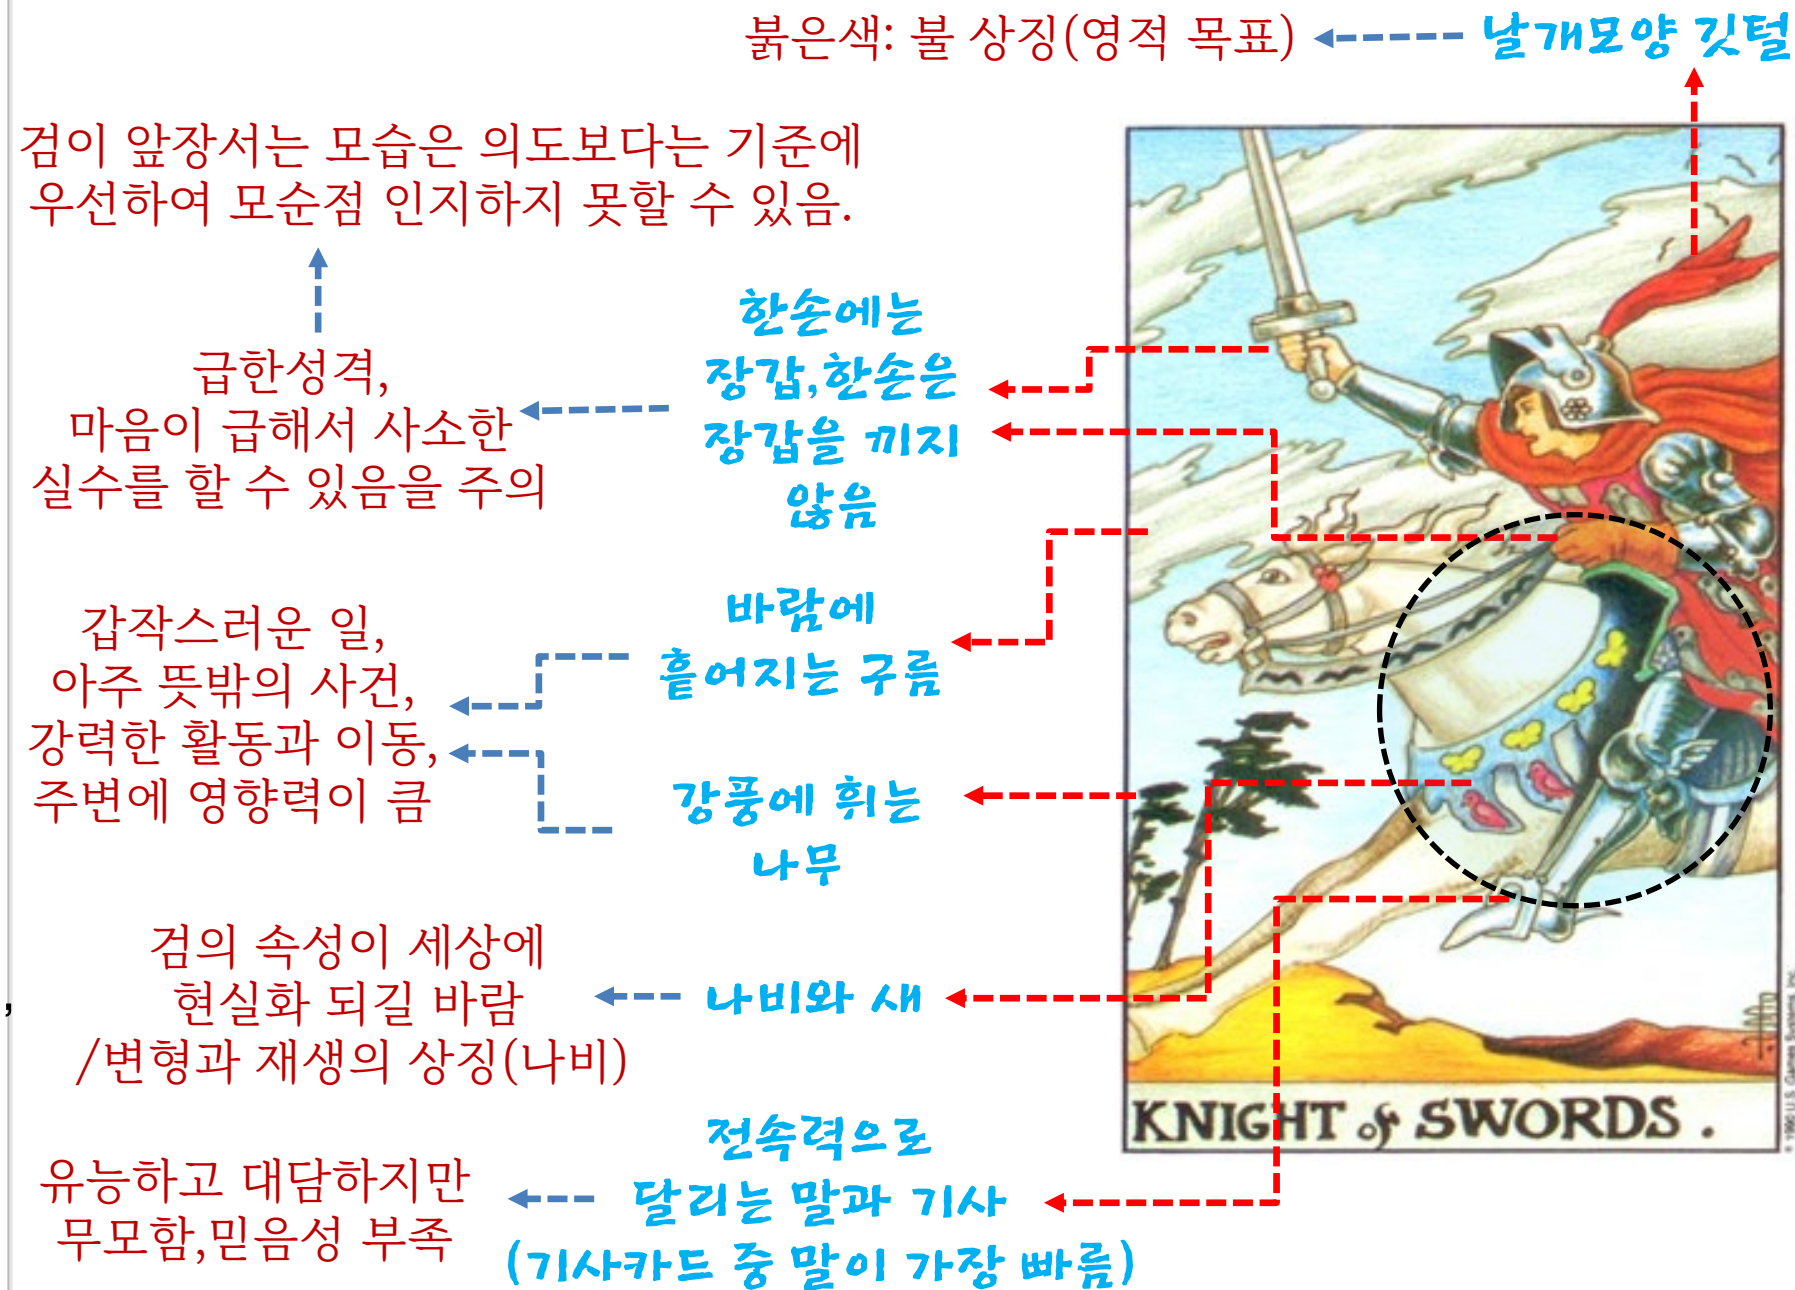 붉은색: 불 상징(영적 목표)
날개모양 깃털
검이 앞장서는 모습은 의도보다는 기준에
우선하여 모순점 인지하지 못할 수 있음.
한손에는
장갑,한손은
장갑을 끼지
않음
급한성격,
마음이 급해서 사소한
실수를 할 수 있음을 주의
바람에
흩어지는 구름
갑작스러운 일,
아주 뜻밖의 사건,
강력한 활동과 이동,
주변에 영향력이 큼
강풍에 휘는
나무
검의 속성이 세상에
현실화 되길 바람
/변형과 재생의 상징(나비)
,
나비와 새
전속력으로
달리는 말과 기사
(기사카드 중 말이 가장 빠름)
유능하고 대담하지만
무모함,믿음성 부족
KNIGHT of SWORDS.
1990 U.S. Games Systems, Inc.